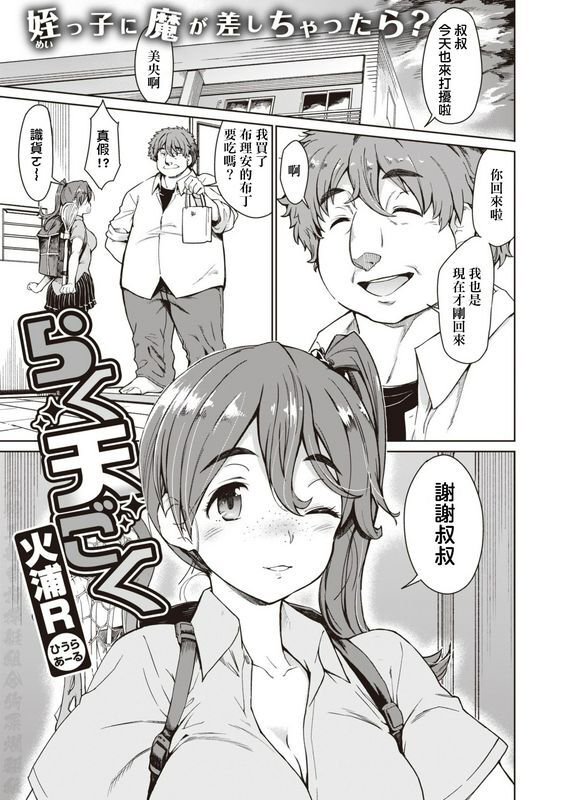 姪っ子に魔が差しちゃったら?
めい
叔叔
今天也來打擾啦
美央啊
你回來啦
啊
我也是
現在才剛回來
我買了
布理安的布丁
要吃嗎?
真假!?
識貨ㄛ~
謝謝叔叔
らく天ごく
火浦R
ひうら
あーる